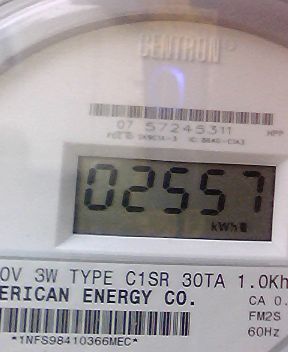 CENTRON®
07 57245311
HPP
02557
kWh
0V 3W TYPE C1SR 30TA 1.0Kh
ERICAN ENERGY CO.
CA 0.
FM2S
60Hz
*1NFS98410366MEC*